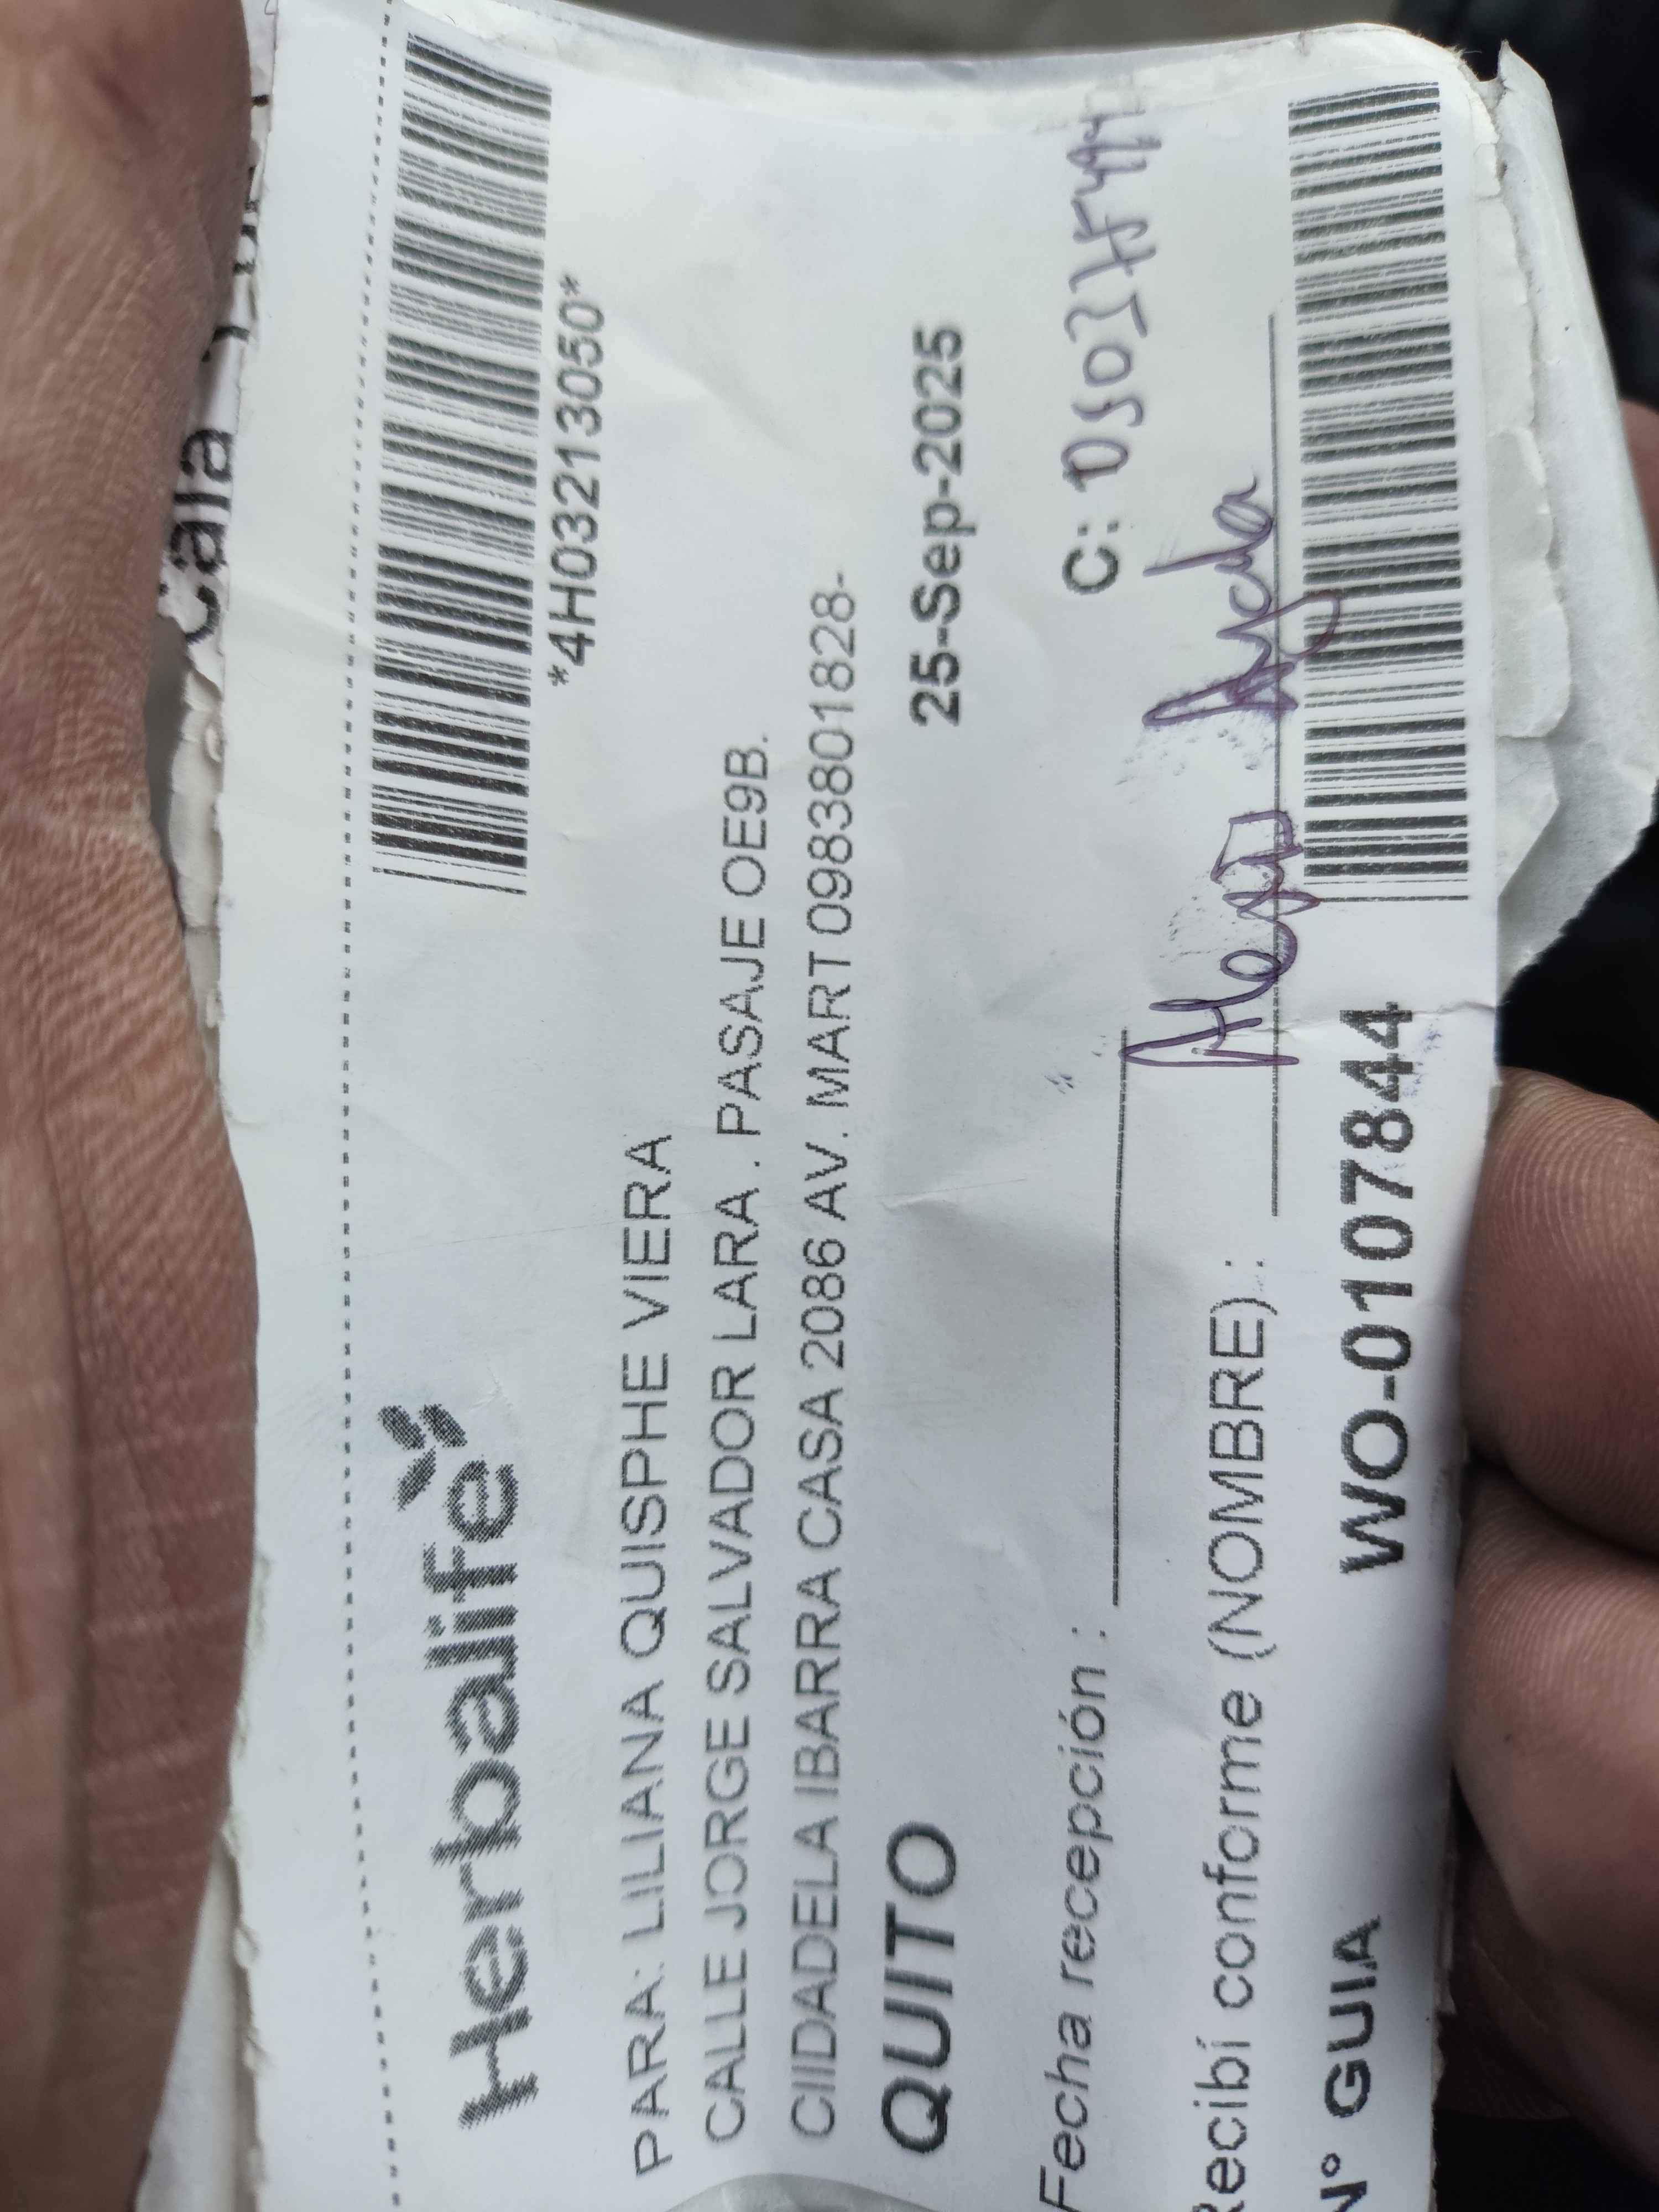 Herbalife
*4H03213050*
PARA: LILIANA QUISPHE VIERA
CALLE JORGE SALVADOR LARA . PASAJE OE9B.
CIIDADELA IBARRA CASA 2086 AV. MART 0983801828-
QUITO 25-Sep-2025
Fecha recepción :
C:
Recibí conforme (NOMBRE) :
N° GUIA WO-0107844